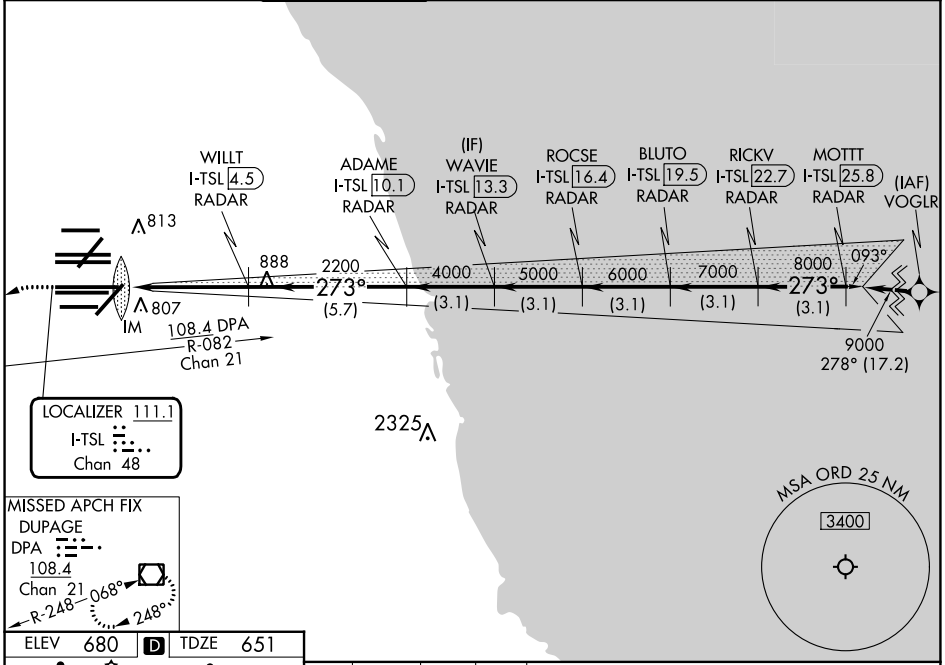 WILLT
I-TSL 4.5
RADAR
ADAME
I-TSL 10.1
RADAR
(IF)
WAVIE
I-TSL 13.3
RADAR
ROCSE
I-TSL 16.4
RADAR
BLUTO
I-TSL 19.5
RADAR
RICKV
I-TSL 22.7
RADAR
MOTTT
I-TSL 25.8
RADAR
(IAF)
VOGLR
813
888
2200
4000
5000
6000
7000
8000
093°
273°
273°
807
(5.7)
(3.1)
(3.1)
(3.1)
(3.1)
(3.1)
IM
108.4 DPA
R-082
Chan 21
9000
278° (17.2)
LOCALIZER 111.1
I-TSL
Chan 48
2325
MISSED APCH FIX
DUPAGE
DPA
108.4
Chan 21
R-248
068°
248°
MSA ORD 25 NM
3400
ELEV 680 D TDZE 651